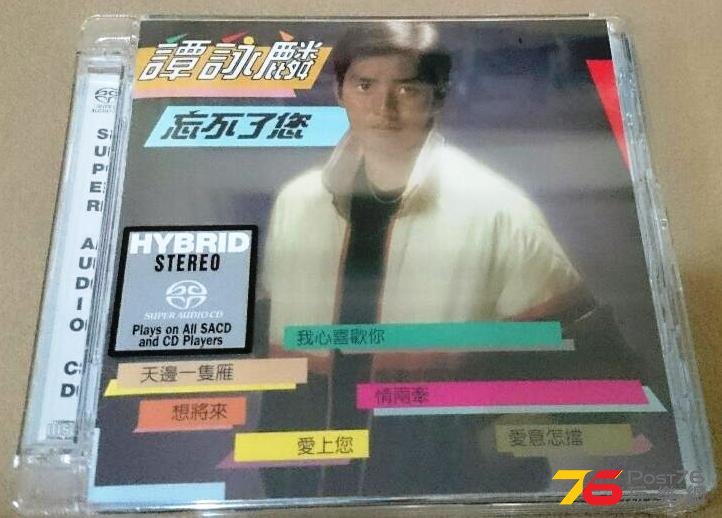 譚詠麟
忘不了您
SUPER AUDIO CD
HYBRID
STEREO
SUPER AUDIO CD
Plays on All SACD
and CD Players
我心喜歡你
天邊一隻雁
情兩牽
想將來
愛上您
愛意怎擋
76 POST76